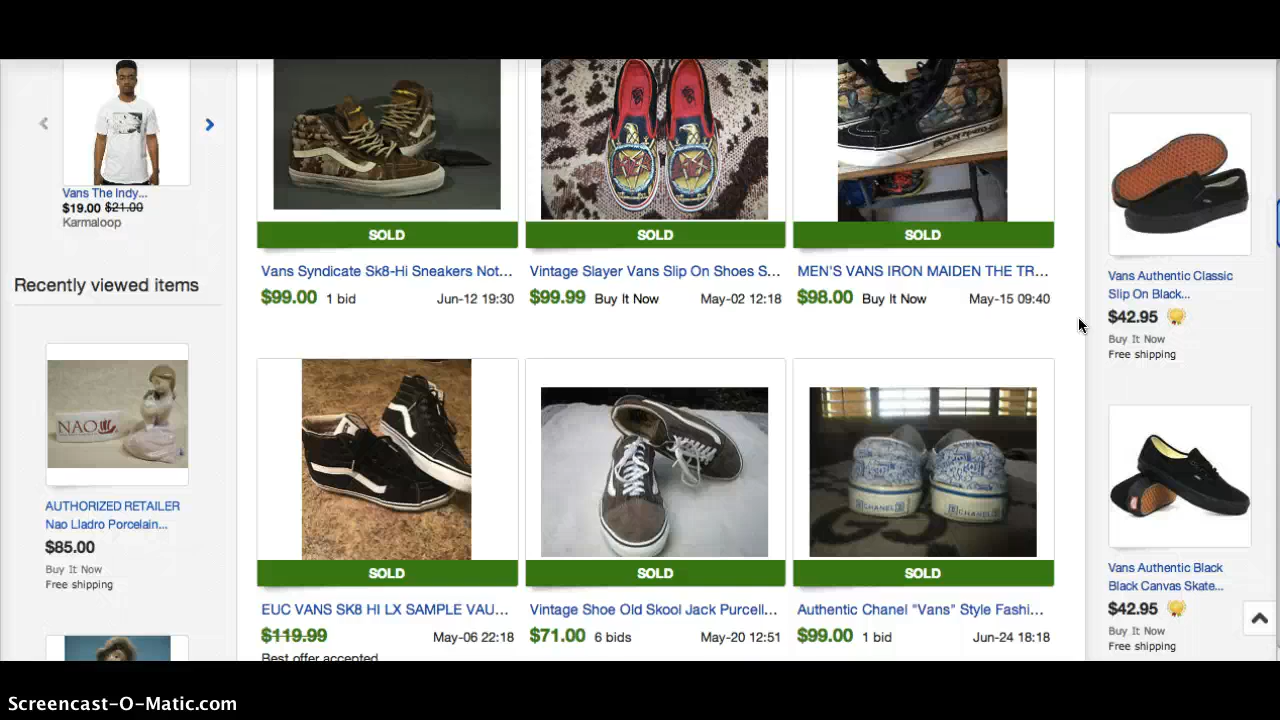 Vans The Indy...
$19.00 $21.00
Karmaloop
Recently viewed items
NAO
AUTHORIZED RETAILER
Nao Lladro Porcelain...
$85.00
Buy It Now
Free shipping
SOLD
Vans Syndicate Sk8-Hi Sneakers Not...
$99.00 1 bid Jun-12 19:30
SOLD
Vintage Slayer Vans Slip On Shoes S...
$99.99 Buy It Now May-02 12:18
SOLD
MEN'S VANS IRON MAIDEN THE TR...
$98.00 Buy It Now May-15 09:40
SOLD
EUC VANS SK8 HI LX SAMPLE VAU...
$119.99 May-06 22:18
Best offer accepted
SOLD
Vintage Shoe Old Skool Jack Purcell...
$71.00 6 bids May-20 12:51
CHANEL CHANEL
SOLD
Authentic Chanel "Vans" Style Fashi...
$99.00 1 bid Jun-24 18:18
Vans Authentic Classic
Slip On Black...
$42.95
Buy It Now
Free shipping
Vans Authentic Black
Black Canvas Skate...
$42.95
Buy It Now
Free shipping
Screencast-O-Matic.com